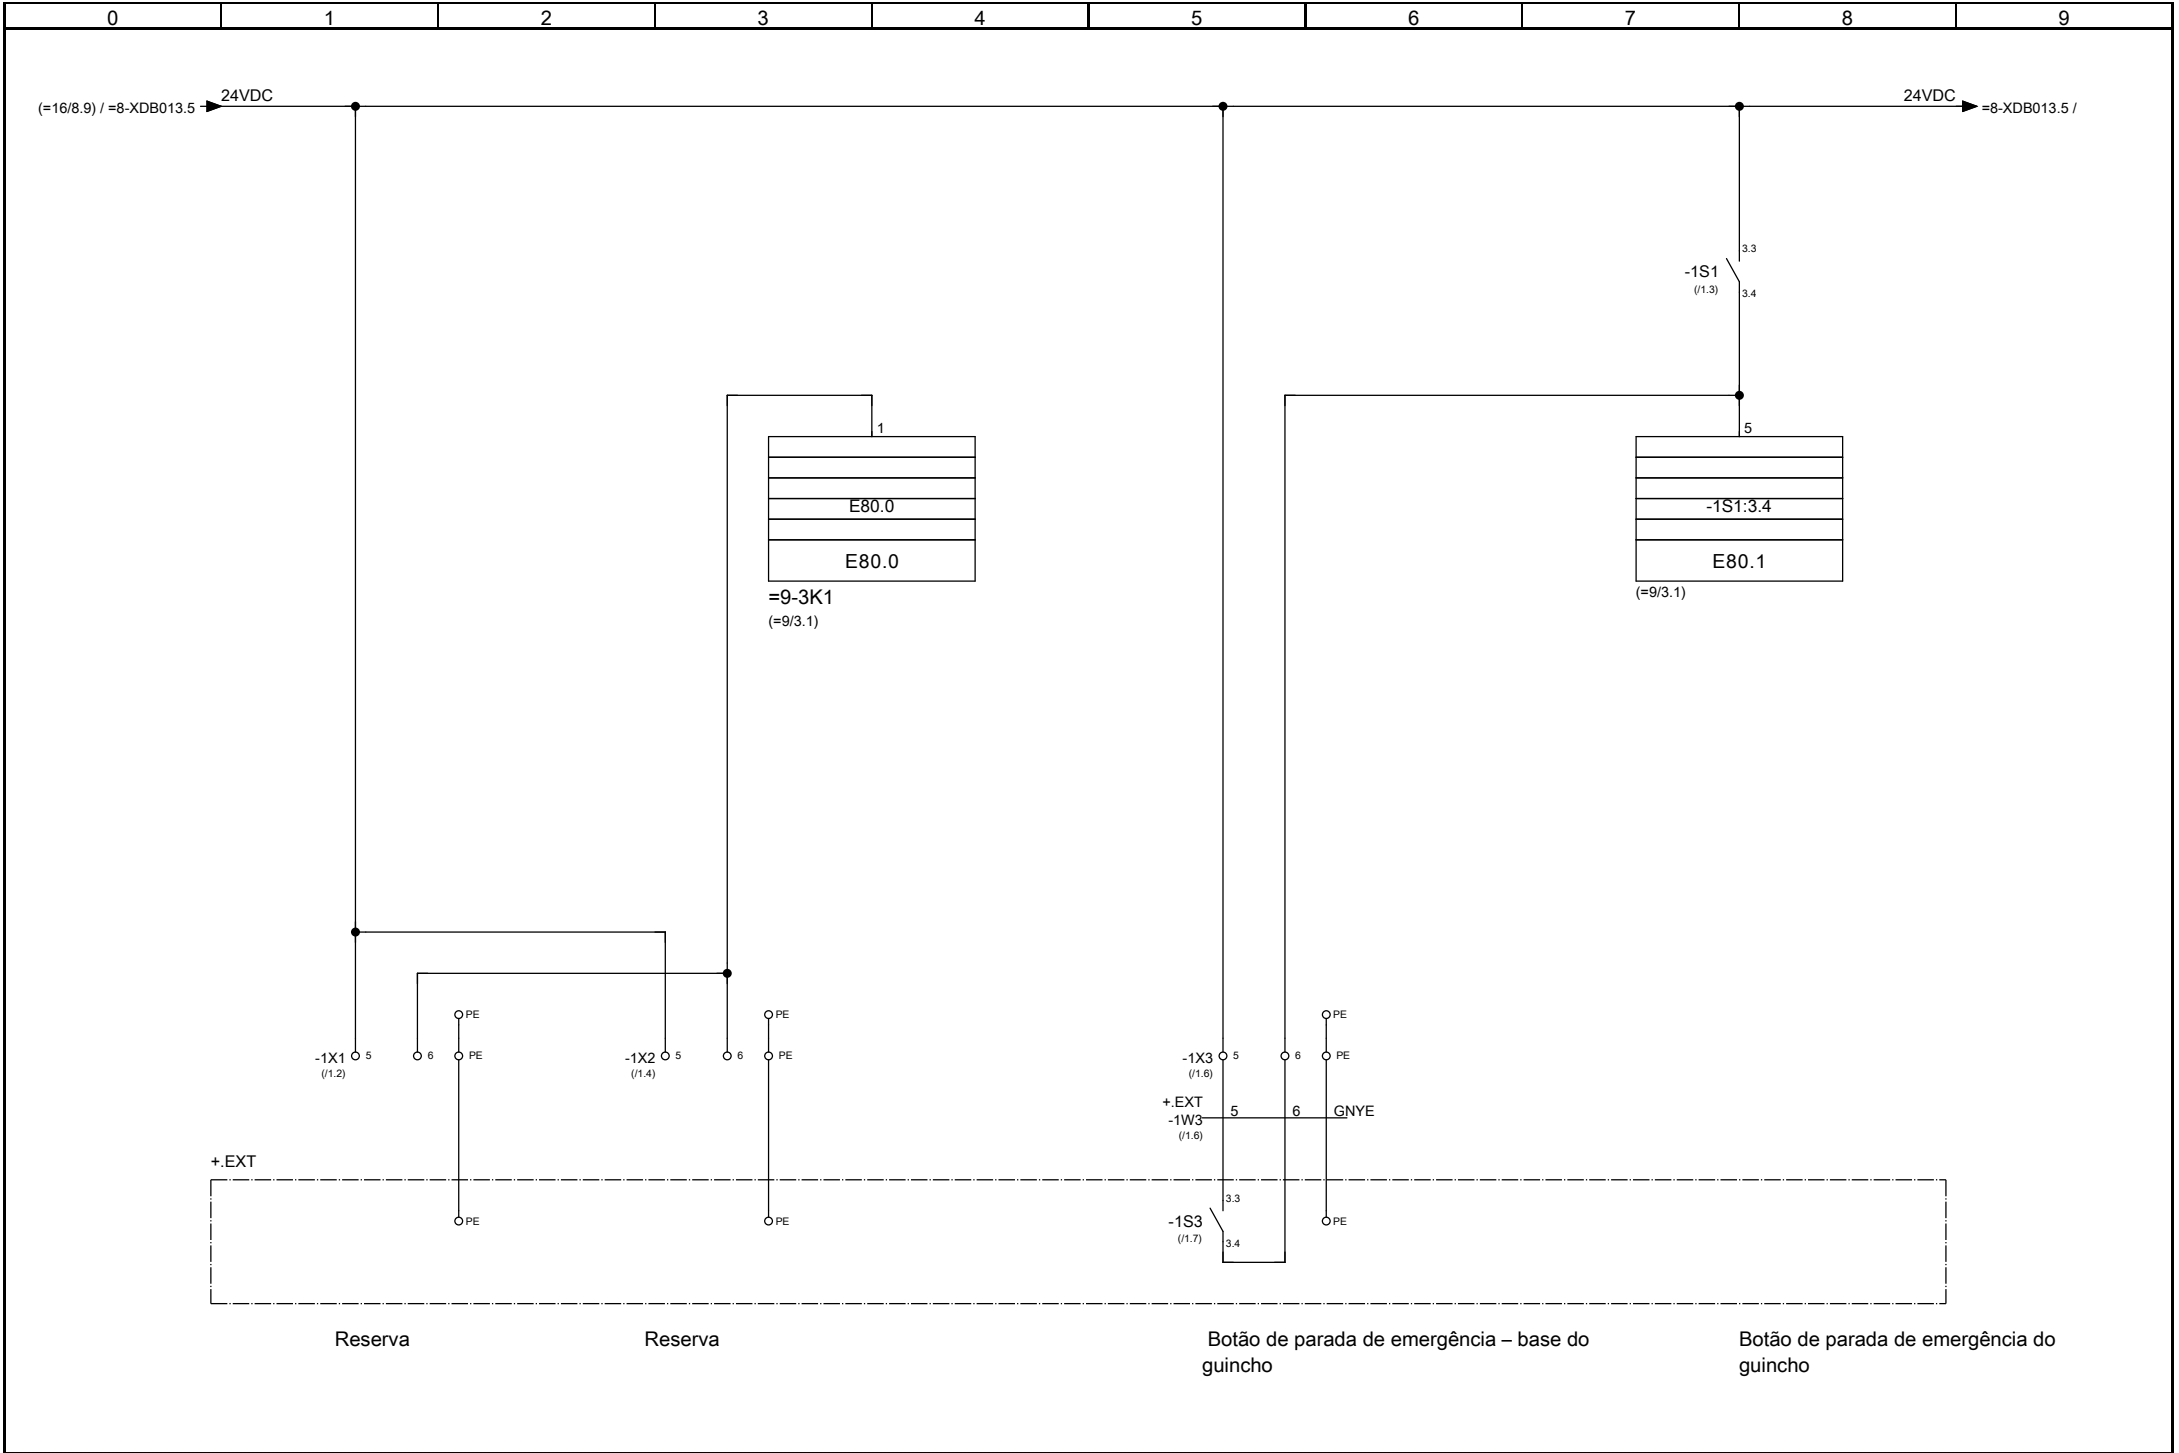 0 1 2 3 4 5 6 7 8 9
(=16/8.9) / =8-XDB013.5 24VDC 24VDC =8-XDB013.5 /
3.3
-1S1
(/1.3) 3.4
1 5
E80.0 -1S1:3.4
E80.0 E80.1
=9-3K1 (=9/3.1)
(=9/3.1)
PE PE PE
-1X1 5 6 PE -1X2 5 6 PE -1X3 5 6 PE
(/1.2) (/1.4) (/1.6)
+.EXT 5 6 GNYE
-1W3
(/1.6)
+.EXT
3.3
-1S3
PE PE PE
(/1.7) 3.4
Reserva Reserva Botão de parada de emergência – base do Botão de parada de emergência do
guincho guincho